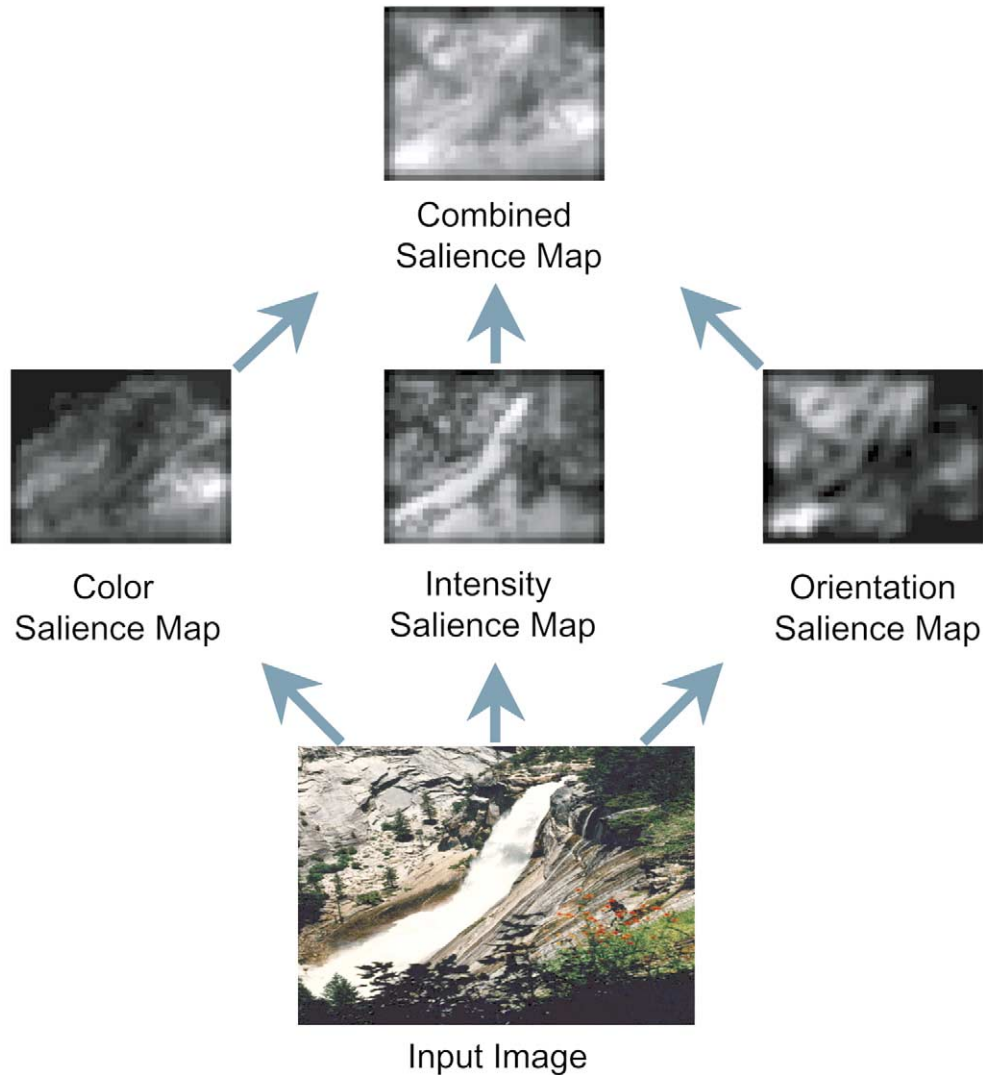 Combined
Salience Map
Color
Salience Map
Intensity
Salience Map
Orientation
Salience Map
Input Image